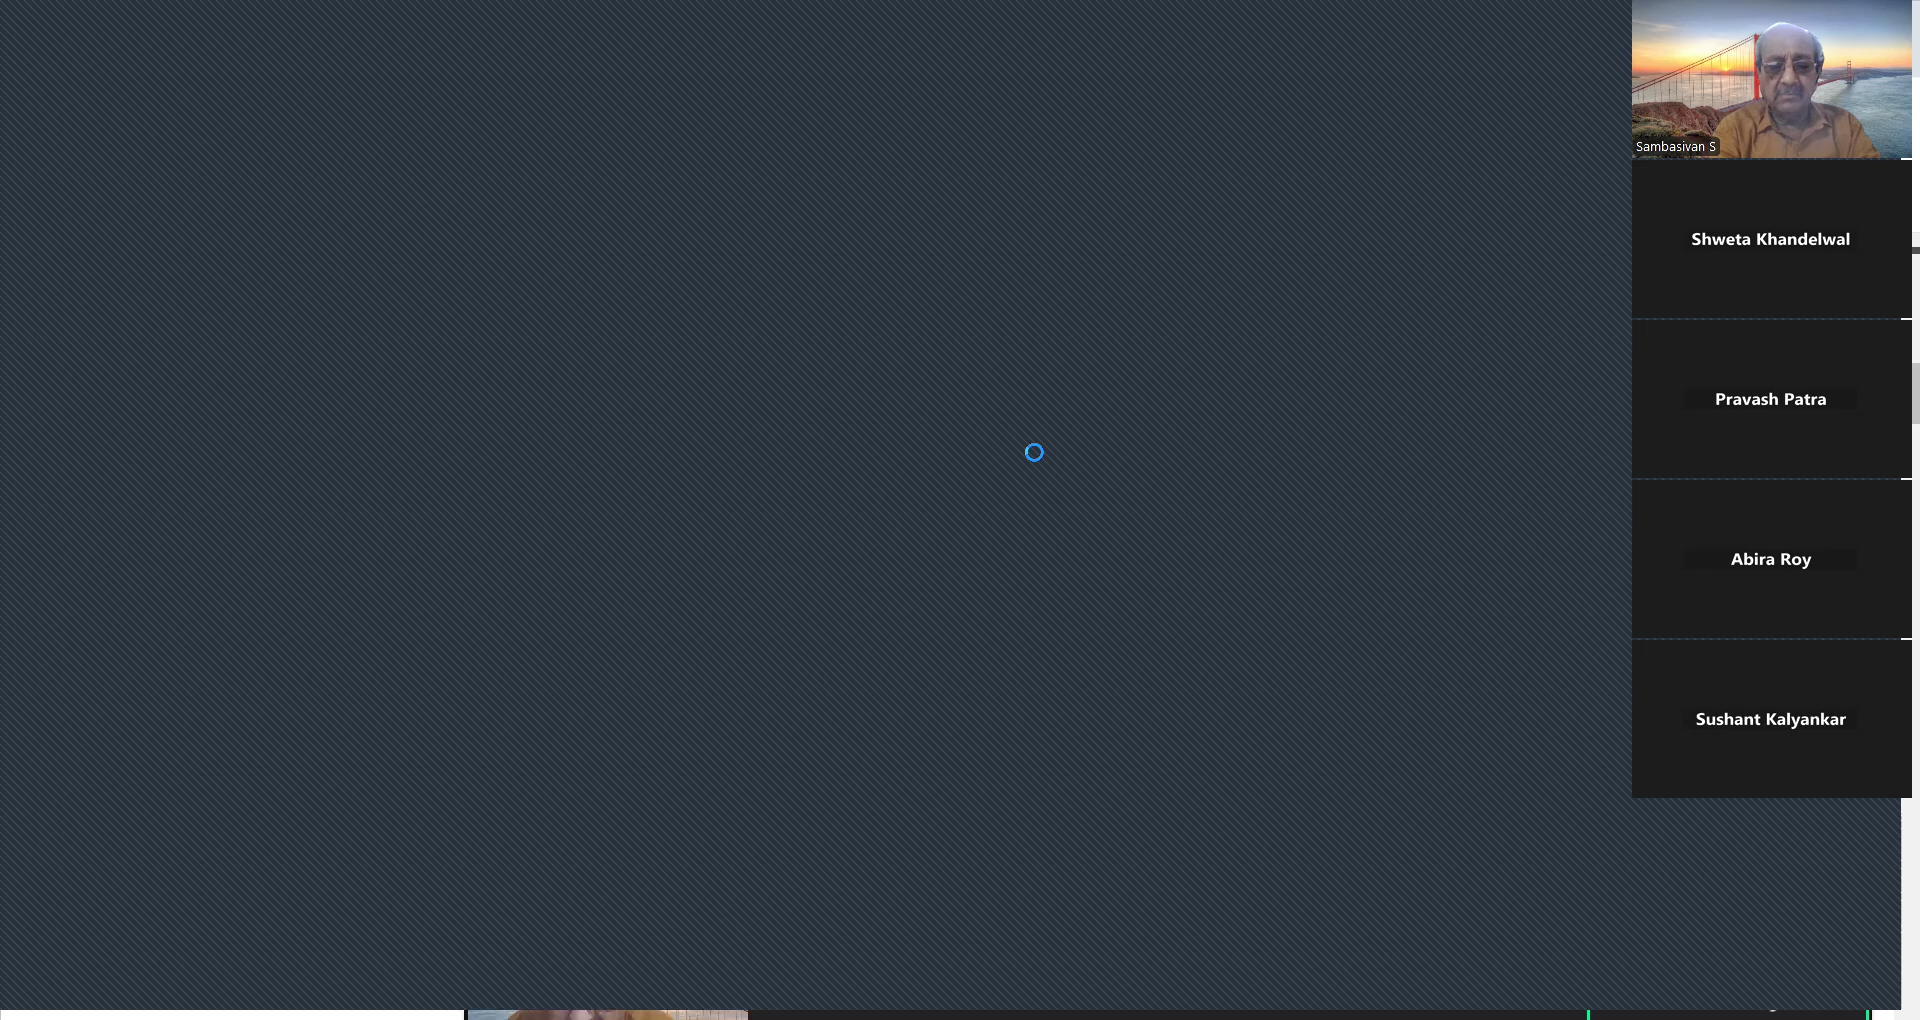 Sambasivan S
Shweta Khandelwal
Pravash Patra
Abira Roy
Sushant Kalyankar